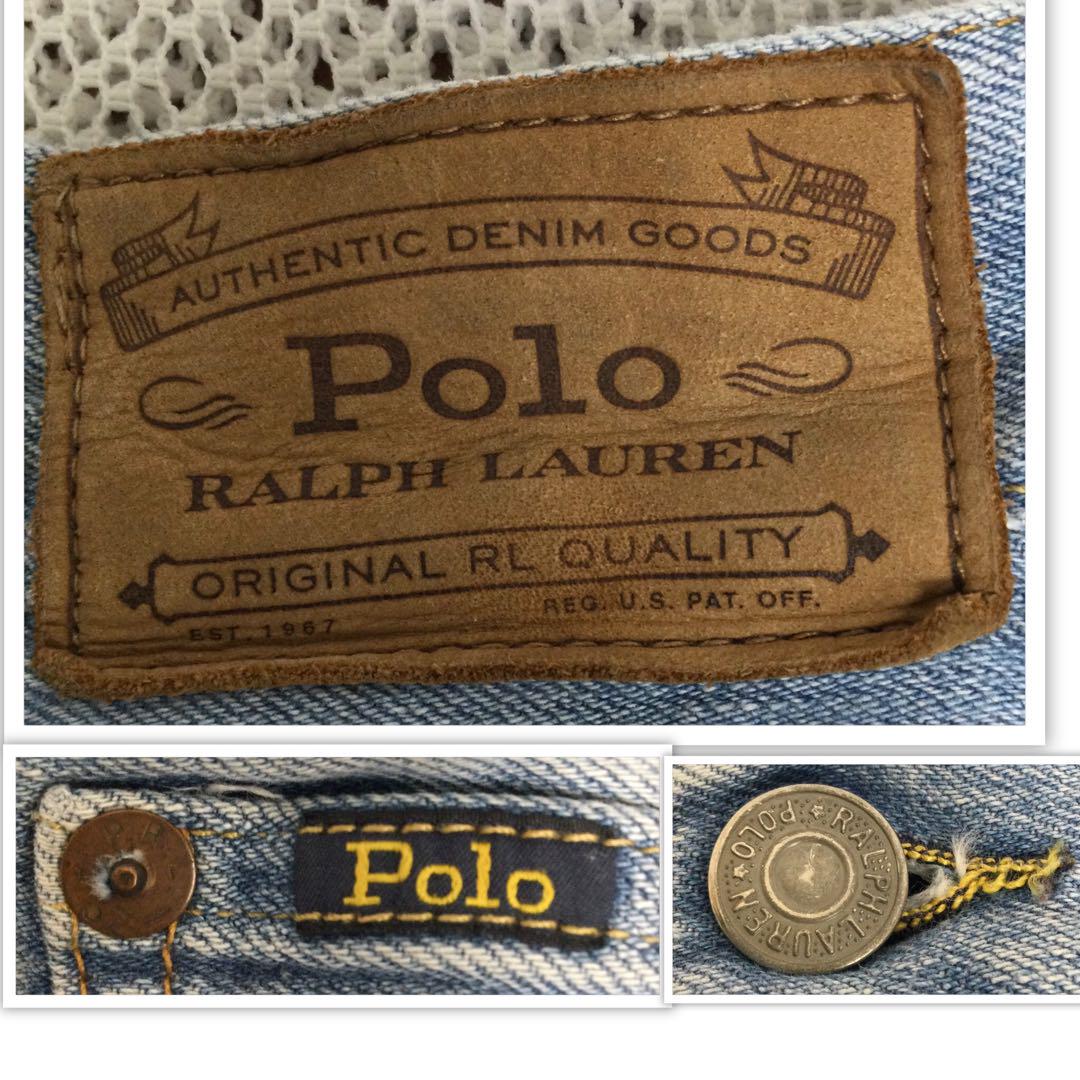 AUTHENTIC DENIM GOODS
Polo
RALPH LAUREN
ORIGINAL RL QUALITY
EST. 1967
REG. U.S. PAT. OFF.
Polo
POLO ★ RALPH LAUREN